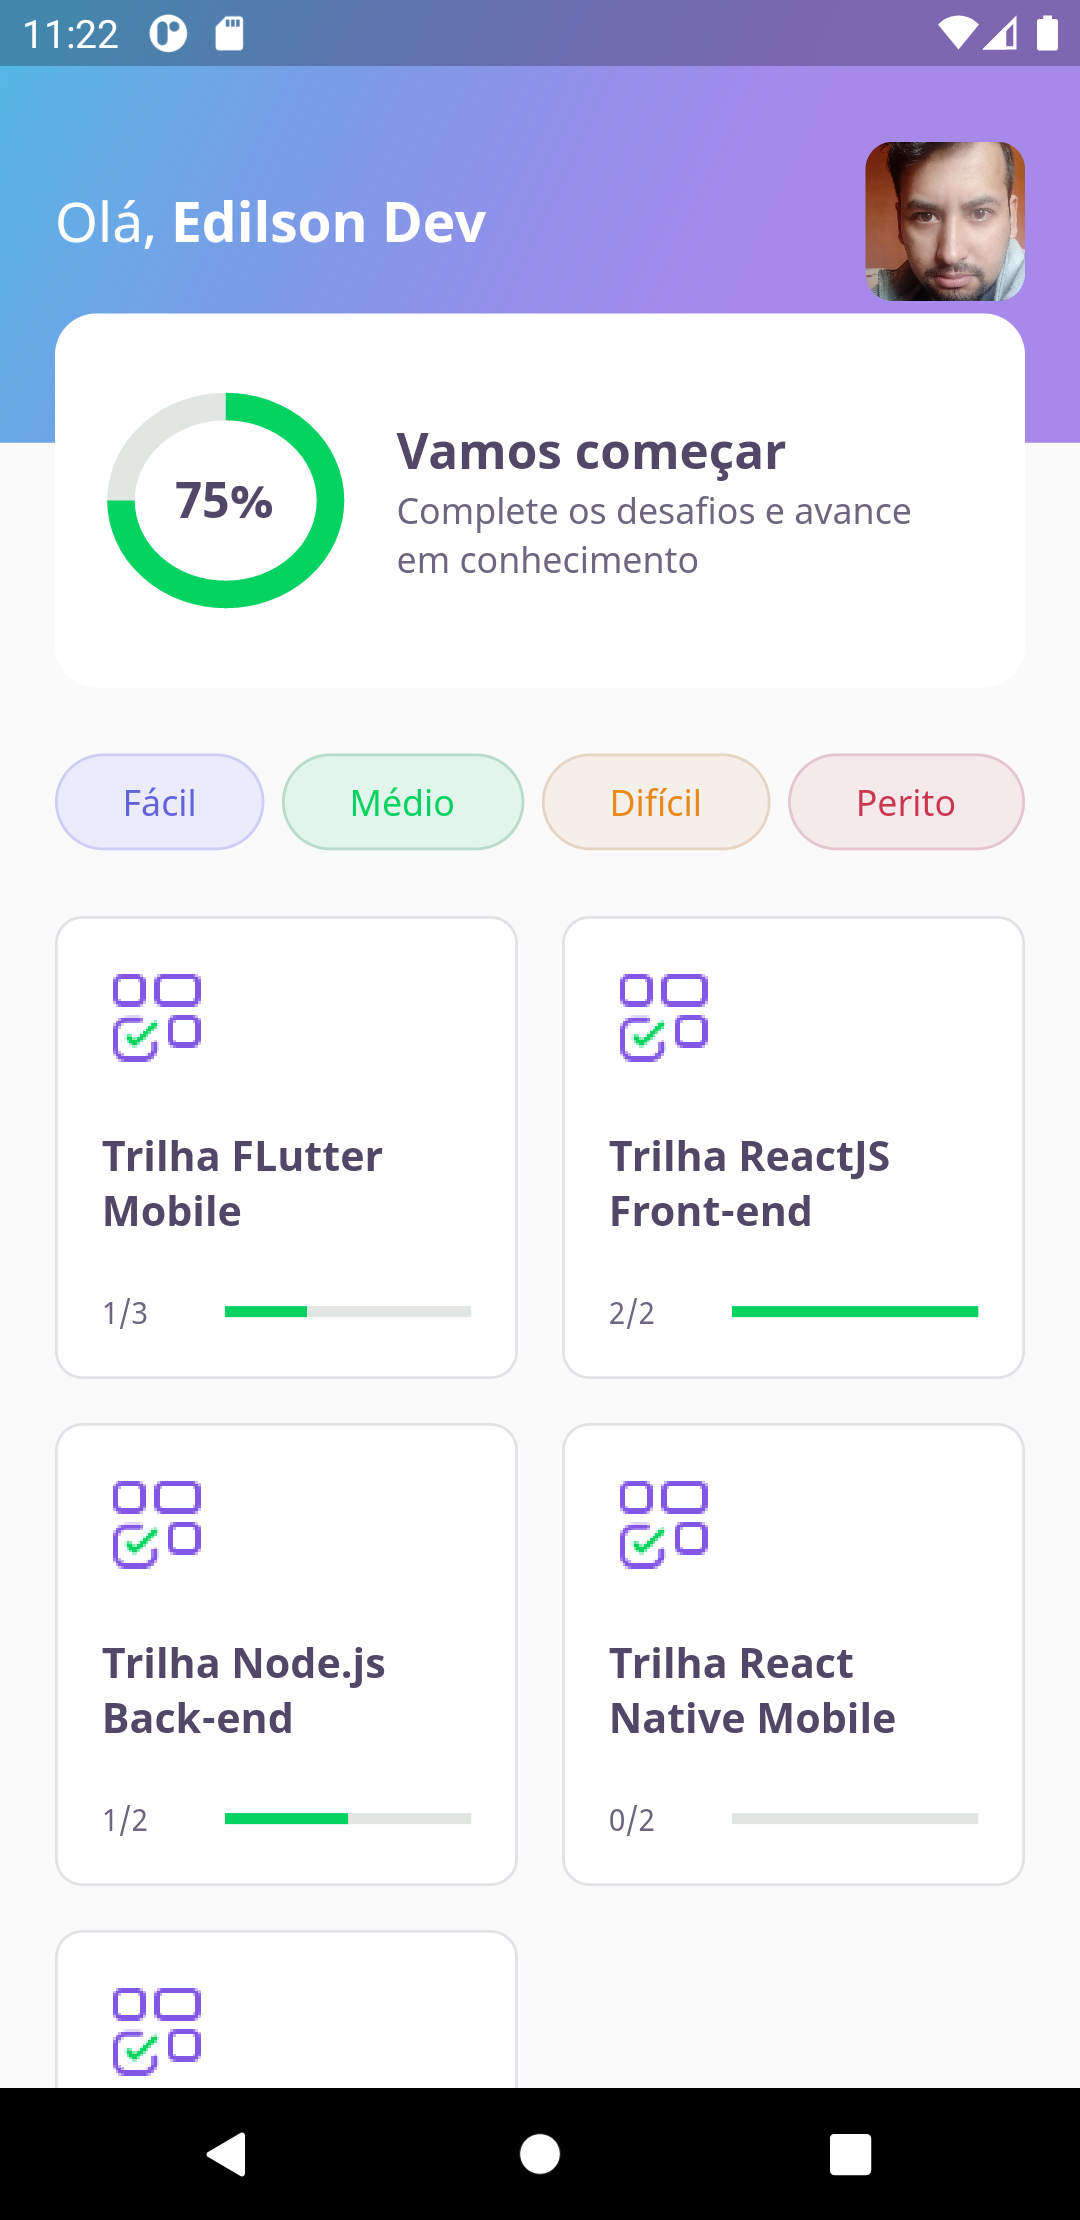 11:22
Olá, Edilson Dev
75%
Vamos começar
Complete os desafios e avance
em conhecimento
Fácil
Médio
Difícil
Perito
Trilha FLutter
Mobile
1/3
Trilha ReactJS
Front-end
2/2
Trilha Node.js
Back-end
1/2
Trilha React
Native Mobile
0/2